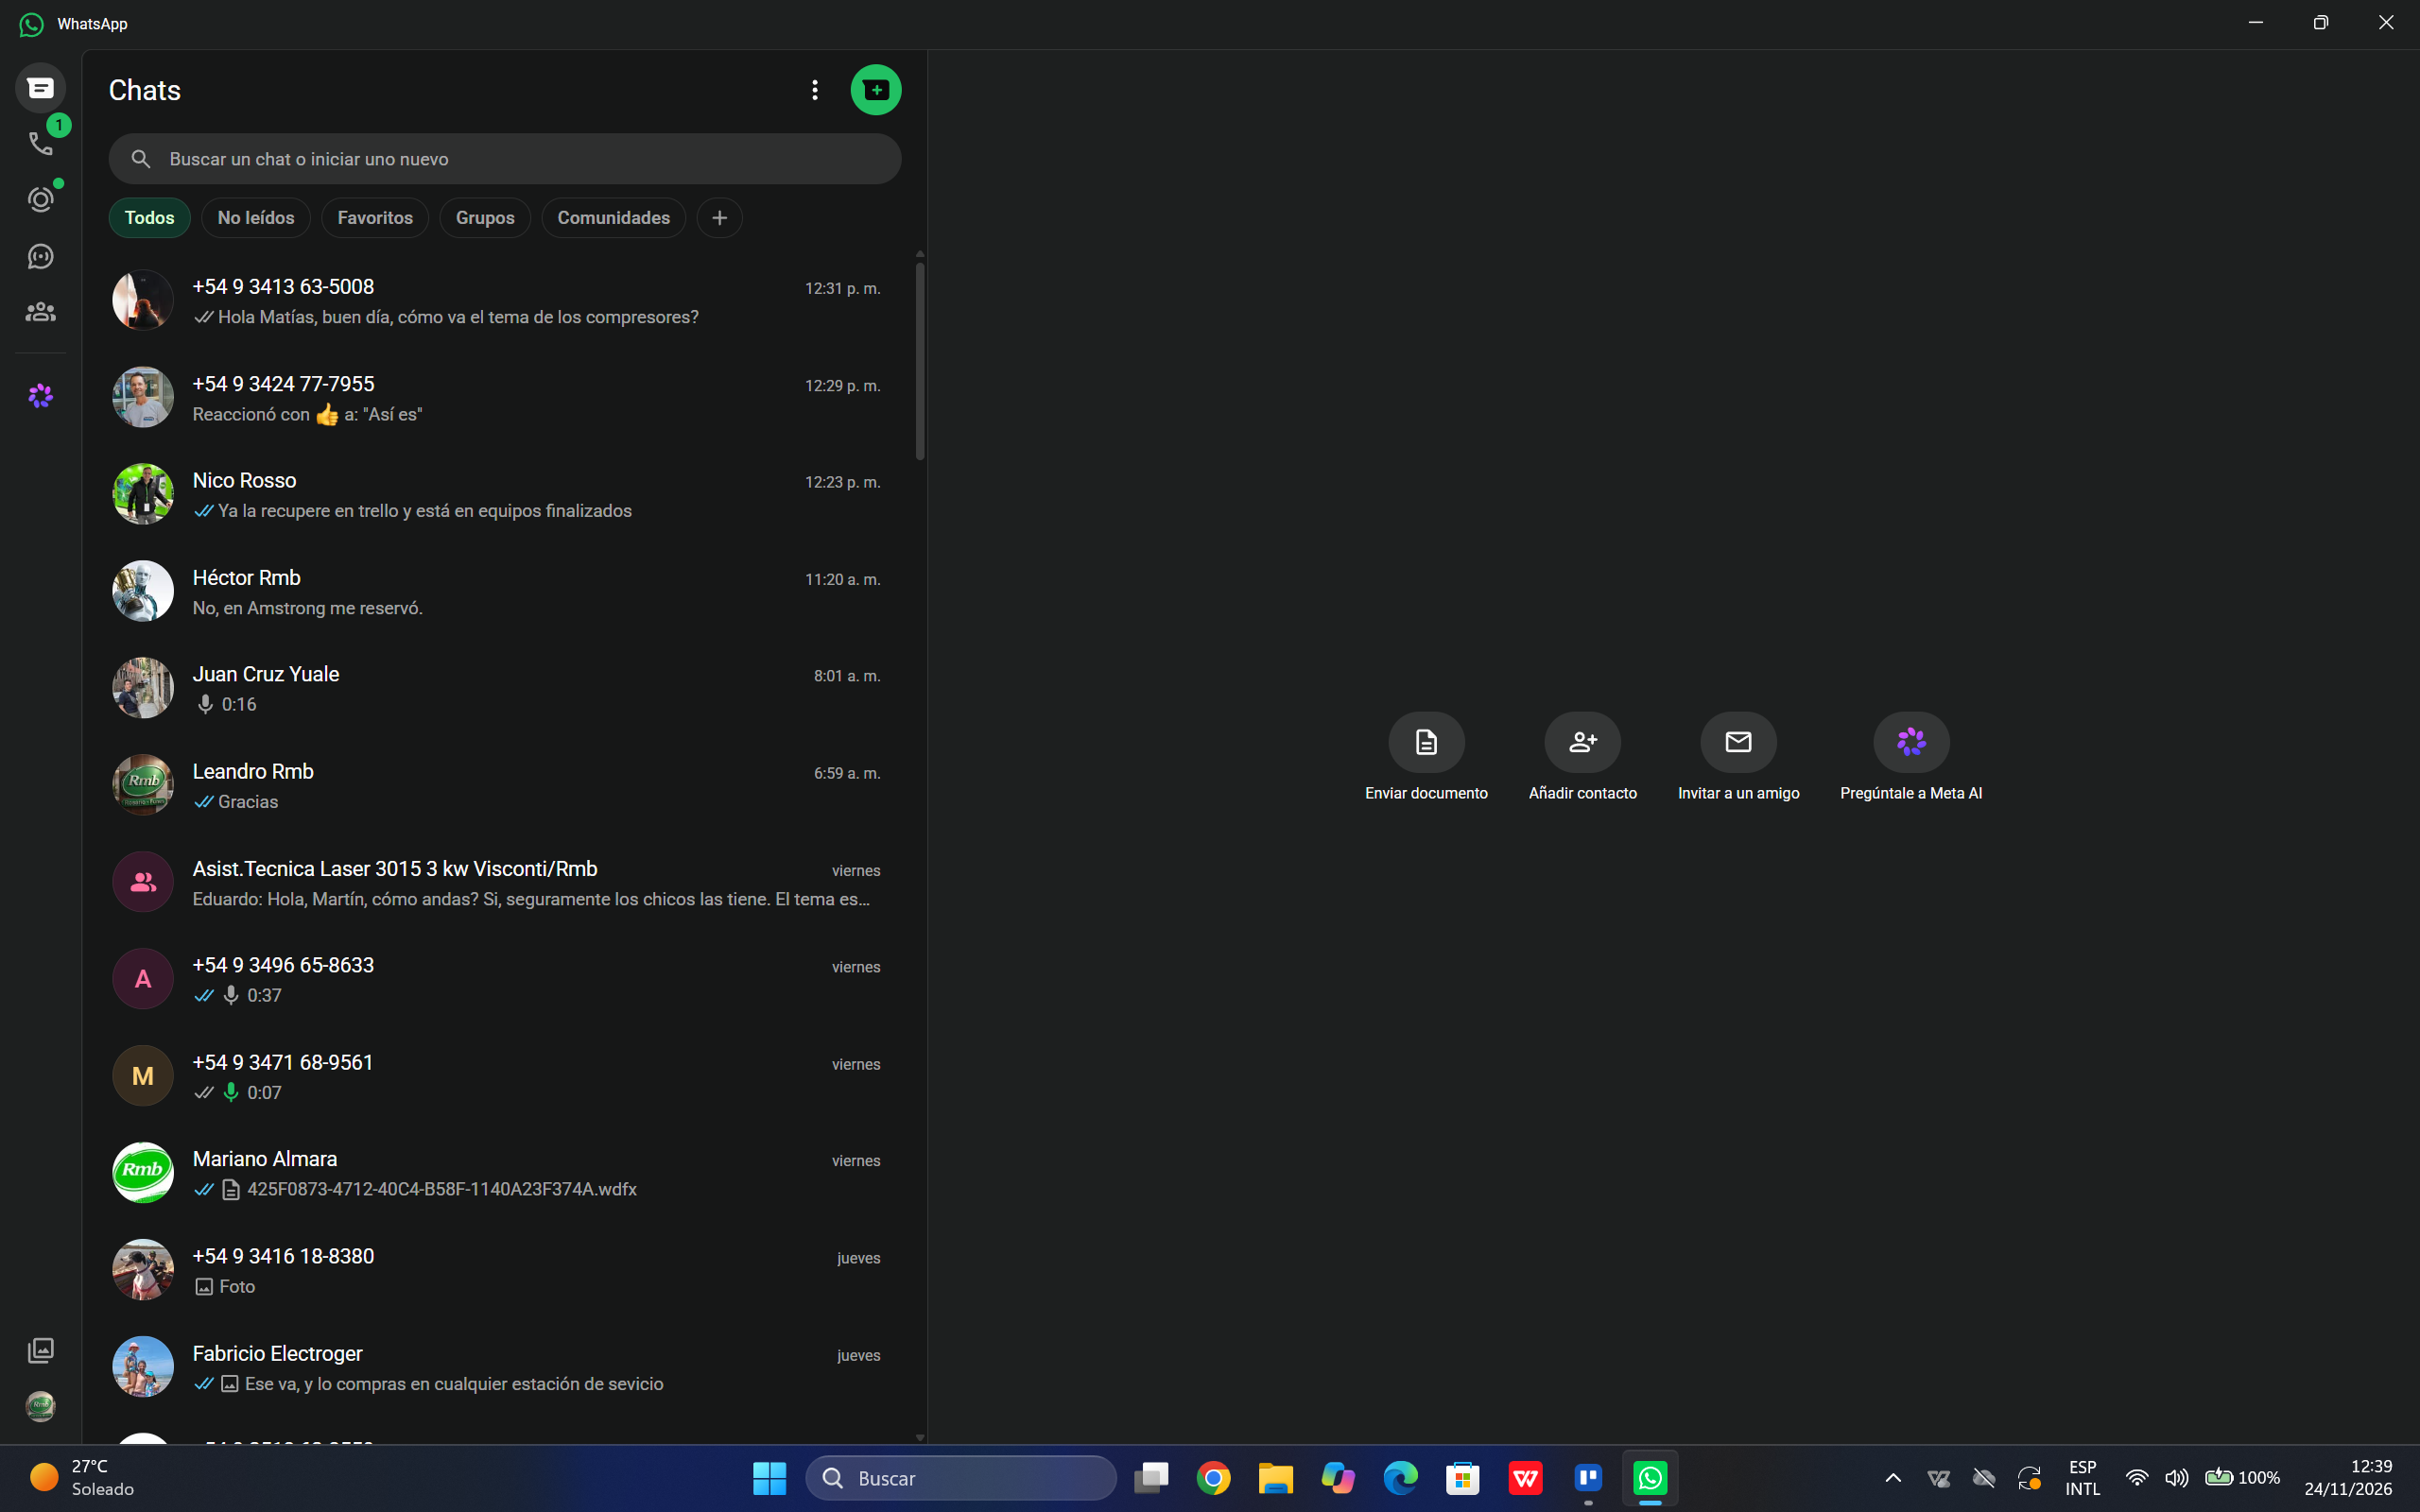 WhatsApp
Chats
1
Buscar un chat o iniciar uno nuevo
Todos
No leídos
Favoritos
Grupos
Comunidades
+54 9 3413 63-5008
12:31 p. m.
Hola Matías, buen día, cómo va el tema de los compresores?
+54 9 3424 77-7955
12:29 p. m.
Reaccionó con 👍 a: "Así es"
Nico Rosso
12:23 p. m.
Ya la recupere en trello y está en equipos finalizados
Héctor Rmb
11:20 a. m.
No, en Amstrong me reservó.
Juan Cruz Yuale
8:01 a. m.
0:16
Rmb
Leandro Rmb
6:59 a. m.
Gracias
Asist.Tecnica Laser 3015 3 kw Visconti/Rmb
viernes
Eduardo: Hola, Martín, cómo andas? Si, seguramente los chicos las tiene. El tema es...
A
+54 9 3496 65-8633
viernes
0:37
M
+54 9 3471 68-9561
viernes
0:07
Rmb
Mariano Almara
viernes
425F0873-4712-40C4-B58F-1140A23F374A.wdfx
+54 9 3416 18-8380
jueves
Foto
Fabricio Electroger
jueves
Ese va, y lo compras en cualquier estación de sevicio
Enviar documento
Añadir contacto
Invitar a un amigo
Pregúntale a Meta AI
27°C
Soleado
Buscar
ESP
INTL
100%
12:39
24/11/2026